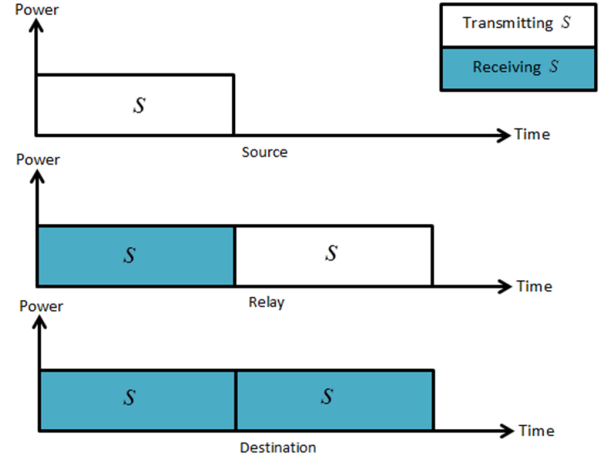 Power
Transmitting S
Receiving S
S
Time
Source
Power
S S
Time
Relay
Power
S S
Time
Destination